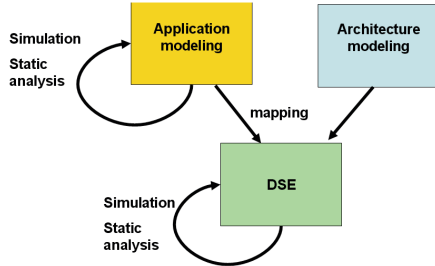 Simulation
Static
analysis
Application
modeling
Architecture
modeling
mapping
Simulation
Static
analysis
DSE